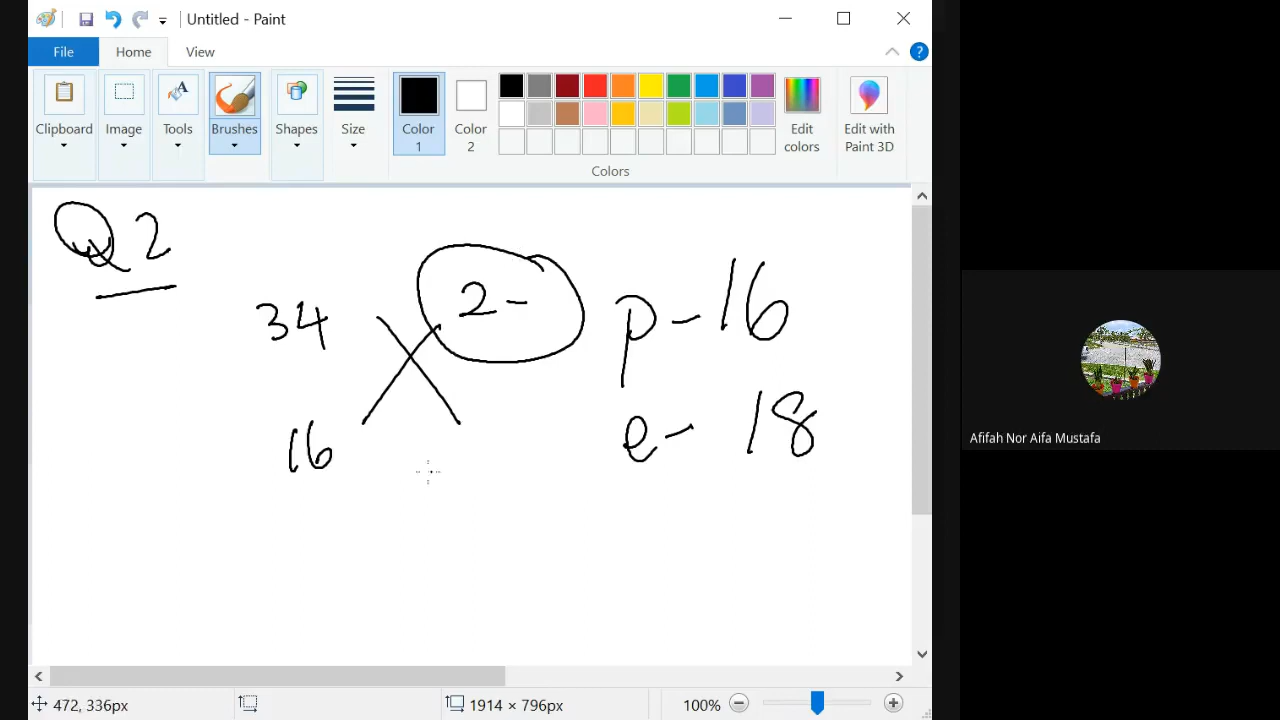 Untitled - Paint
File Home View
Clipboard Image Tools Brushes Shapes Size Color 1 Color 2 Edit colors Edit with Paint 3D
Colors
Q2
34 X 2- p - 16
16 e - 18
Afifah Nor Aifa Mustafa
472, 336px 1914 × 796px 100%